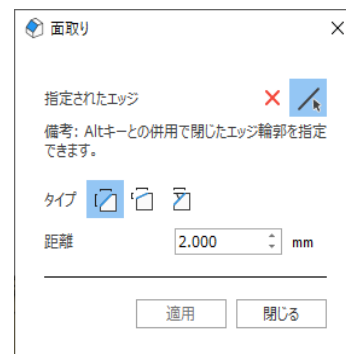 面取り
指定されたエッジ
備考: Altキーとの併用で閉じたエッジ輪郭を指定
できます。
タイプ
距離 2.000 mm
適用 閉じる